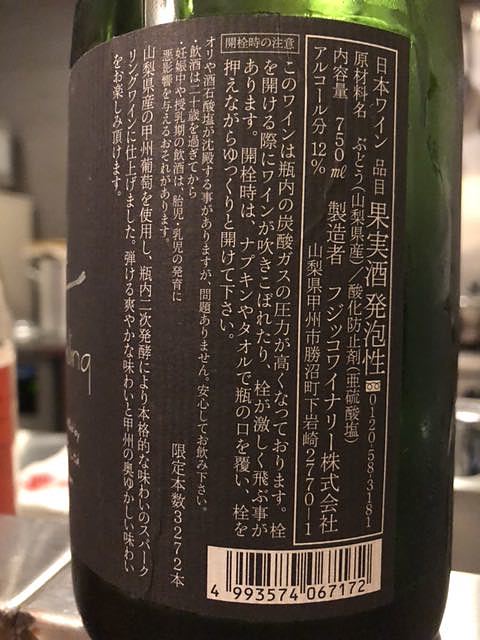 日本ワイン 品目 果実酒 発泡性
原材料名 ぶどう(山梨県産)/酸化防止剤(亜硫酸塩)
内容量 750ml 製造者 フジッコワイナリー株式会社
アルコール分 12% 山梨県甲州市勝沼町下岩崎2770-1
0120-58-3181
開栓時の注意
このワインは瓶内の炭酸ガスの圧力が高くなっております。栓
を開ける際にワインが吹きこぼれたり、栓が激しく飛ぶ事が
あります。開栓時は、ナプキンやタオルで瓶の口を覆い、栓を
押えながらゆっくりと開けて下さい。
オリや酒石酸塩が沈殿する事がありますが、問題ありません。安心してお飲み下さい。
・飲酒は二十歳を過ぎてから
・妊娠中や授乳期の飲酒は、胎児・乳児の発育に
悪影響を与えるおそれがあります。
限定本数3272本
山梨県産の甲州葡萄を使用し、瓶内二次発酵により本格的な味わいのスパーク
リングワインに仕上げました。弾ける爽やかな味わいと甲州の奥ゆかしい味わい
をお楽しみ頂けます。
ling
4 993574 067172